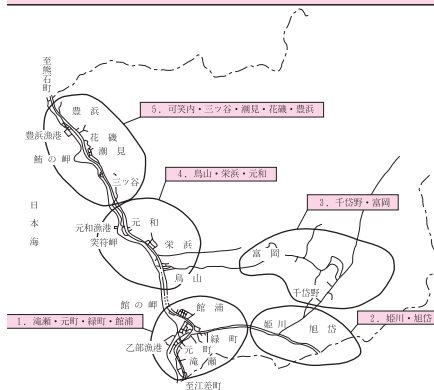 至熊石町
豊浜
5．可笑内・三ツ谷・潮見・花磯・豊浜
豊浜漁港
花磯
潮見
鮪の岬
三ツ谷
4．鳥山・栄浜・元和
日本海
元和
元和漁港
突符岬
栄浜
3．千岱野・富岡
富岡
鳥山
千岱野
館の岬
館浦
1．滝瀬・元町・緑町・館浦
姫川
旭岱
2．姫川・旭岱
緑町
乙部漁港
元町
滝瀬
至江差町